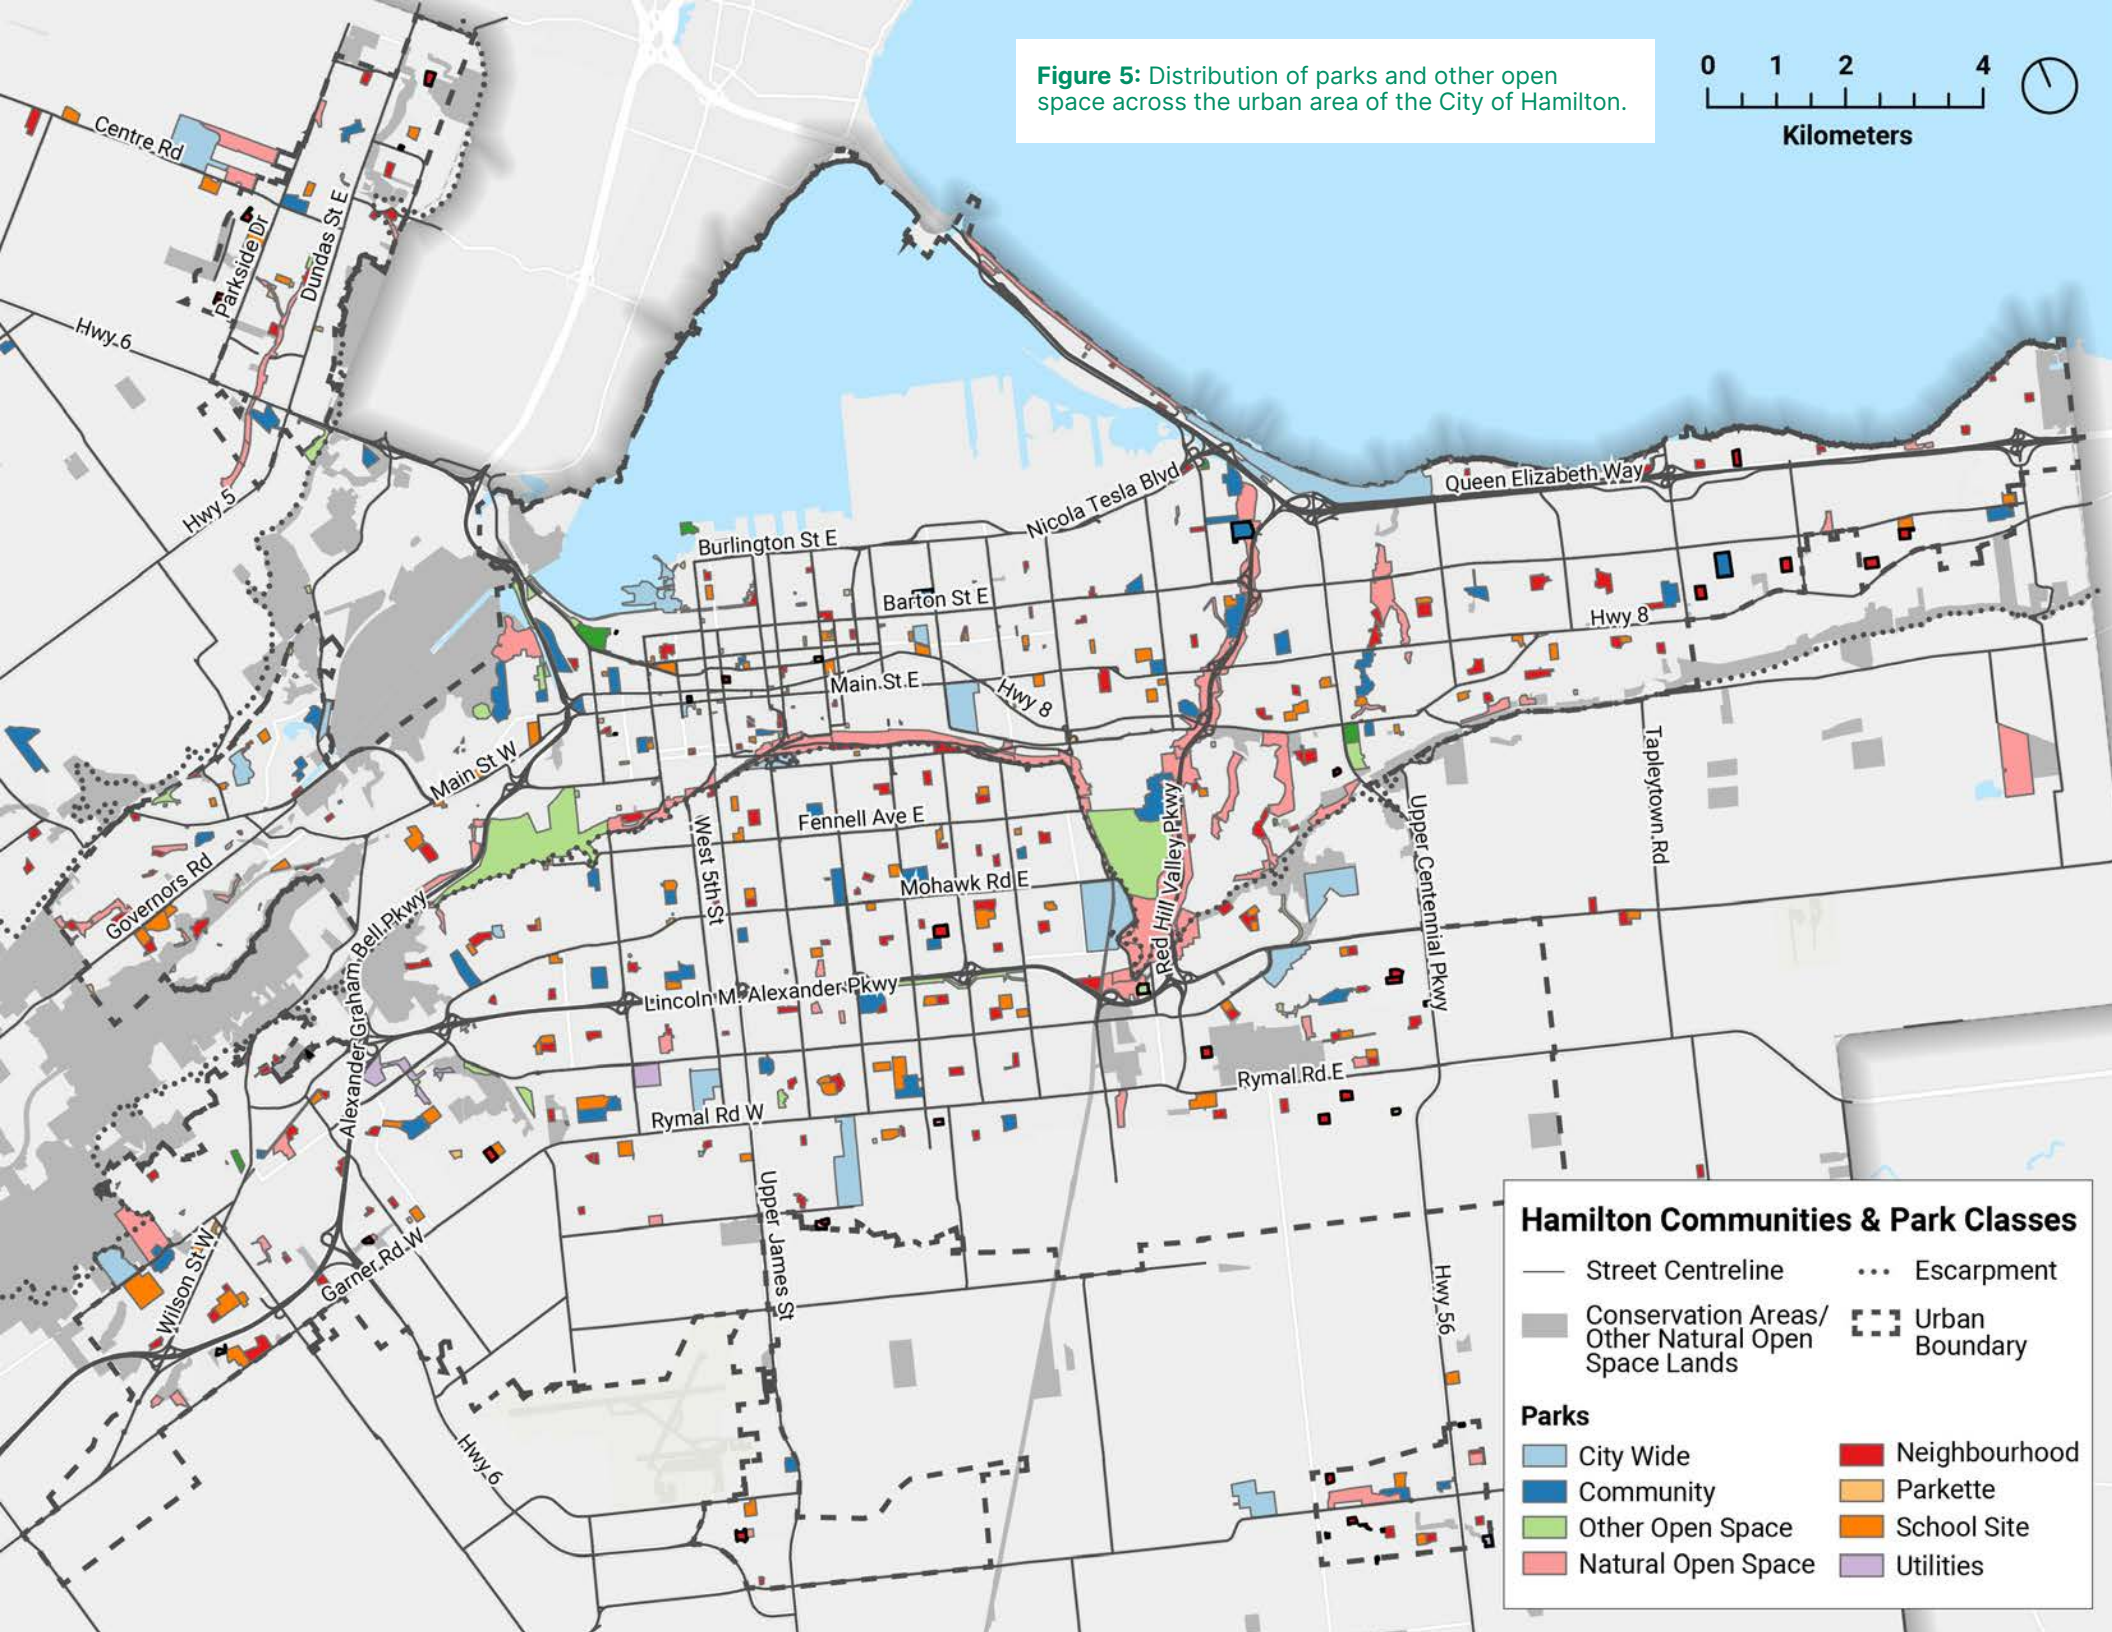 Figure 5: Distribution of parks and other open
space across the urban area of the City of Hamilton.
0 1 2 4
Kilometers
Centre Rd
Parkside Dr
Dundas St E
Hwy 6
Hwy 5
Burlington St E
Nicola Tesla Blvd
Queen Elizabeth Way
Barton St E
Hwy 8
Main St E
Hwy 8
Main St W
Tapleytown Rd
West 5th St
Fennell Ave E
Red Hill Valley Pkwy
Upper Centennial Pkwy
Governors Rd
Mohawk Rd E
Alexander Graham Bell Pkwy
Lincoln M. Alexander Pkwy
Rymal Rd E
Rymal Rd W
Upper James St
Wilson St W
Garner Rd W
Hwy 56
Hwy 6
Hamilton Communities & Park Classes
Street Centreline
Escarpment
Conservation Areas/
Other Natural Open
Space Lands
Urban
Boundary
Parks
City Wide
Community
Other Open Space
Natural Open Space
Neighbourhood
Parkette
School Site
Utilities